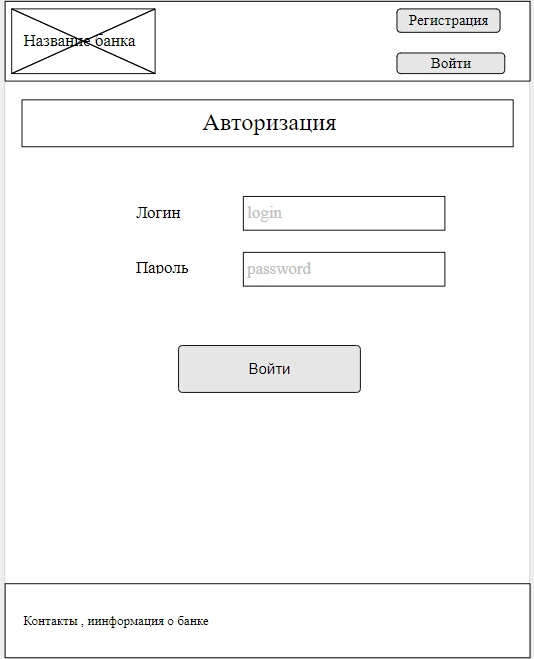 Название банка
Регистрация
Войти
Авторизация
Логин
login
Пароль
password
Войти
Контакты , иинформация о банке